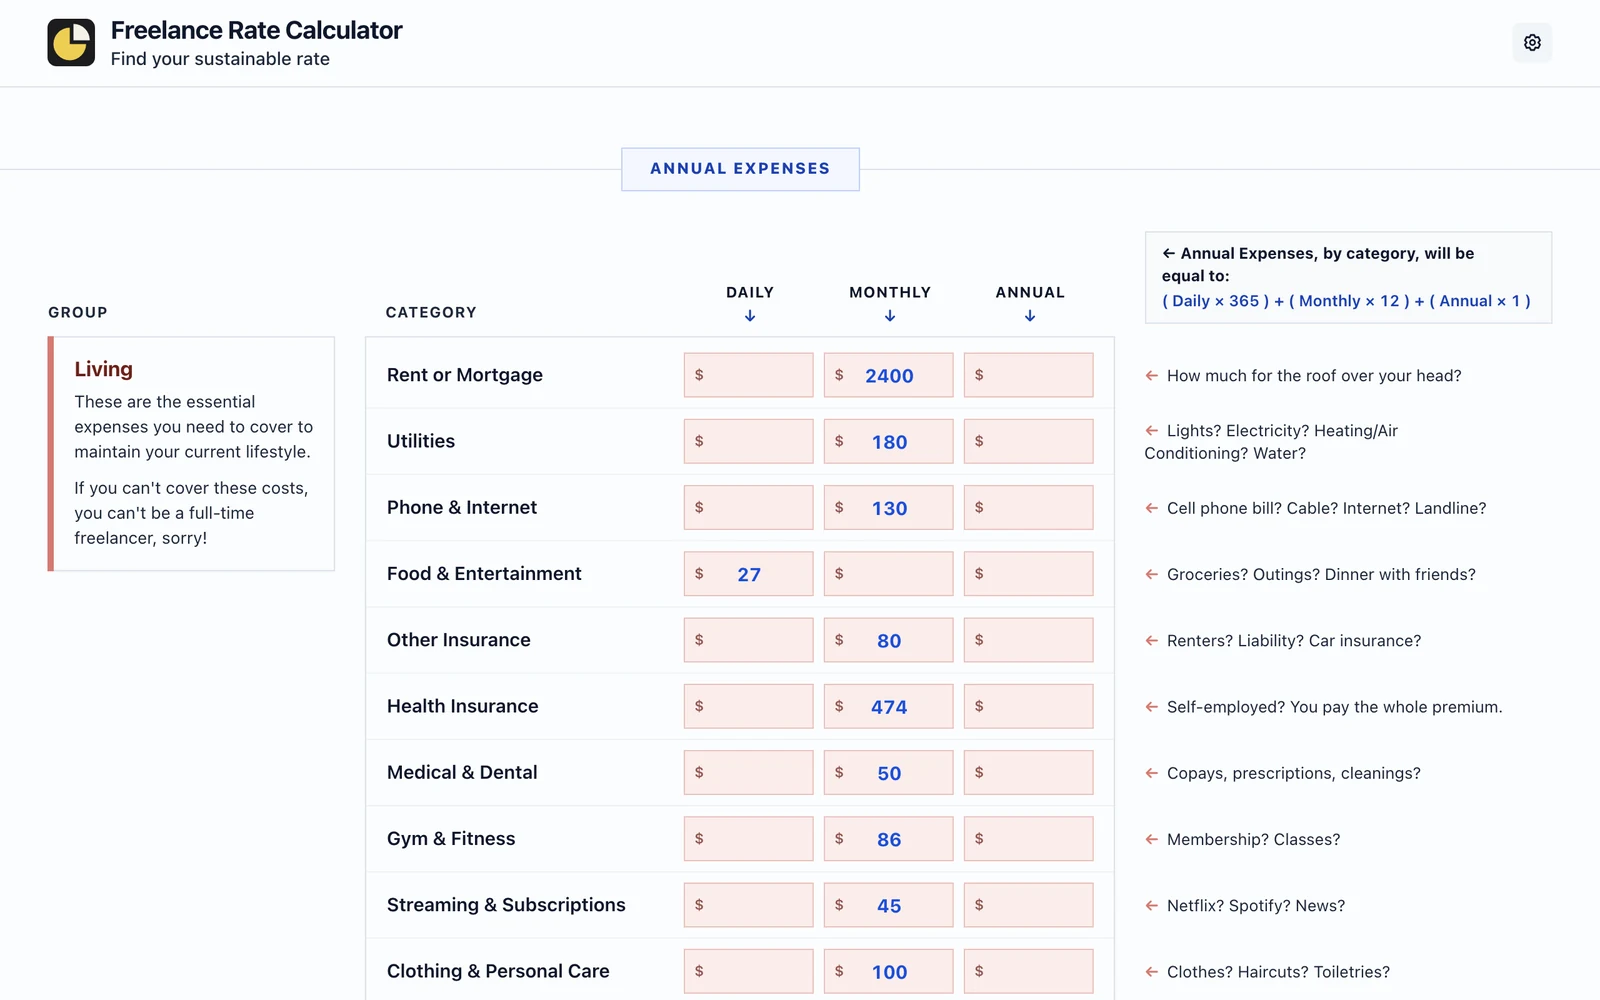 Freelance Rate Calculator
Find your sustainable rate
ANNUAL EXPENSES
← Annual Expenses, by category, will be
equal to:
( Daily × 365 ) + ( Monthly × 12 ) + ( Annual × 1 )
GROUP
CATEGORY
DAILY
↓
MONTHLY
↓
ANNUAL
↓
Living
These are the essential
expenses you need to cover to
maintain your current lifestyle.
If you can't cover these costs,
you can't be a full-time
freelancer, sorry!
Rent or Mortgage $ $ 2400 $ ← How much for the roof over your head?
Utilities $ $ 180 $ ← Lights? Electricity? Heating/Air
Conditioning? Water?
Phone & Internet $ $ 130 $ ← Cell phone bill? Cable? Internet? Landline?
Food & Entertainment $ 27 $ $ ← Groceries? Outings? Dinner with friends?
Other Insurance $ $ 80 $ ← Renters? Liability? Car insurance?
Health Insurance $ $ 474 $ ← Self-employed? You pay the whole premium.
Medical & Dental $ $ 50 $ ← Copays, prescriptions, cleanings?
Gym & Fitness $ $ 86 $ ← Membership? Classes?
Streaming & Subscriptions $ $ 45 $ ← Netflix? Spotify? News?
Clothing & Personal Care $ $ 100 $ ← Clothes? Haircuts? Toiletries?